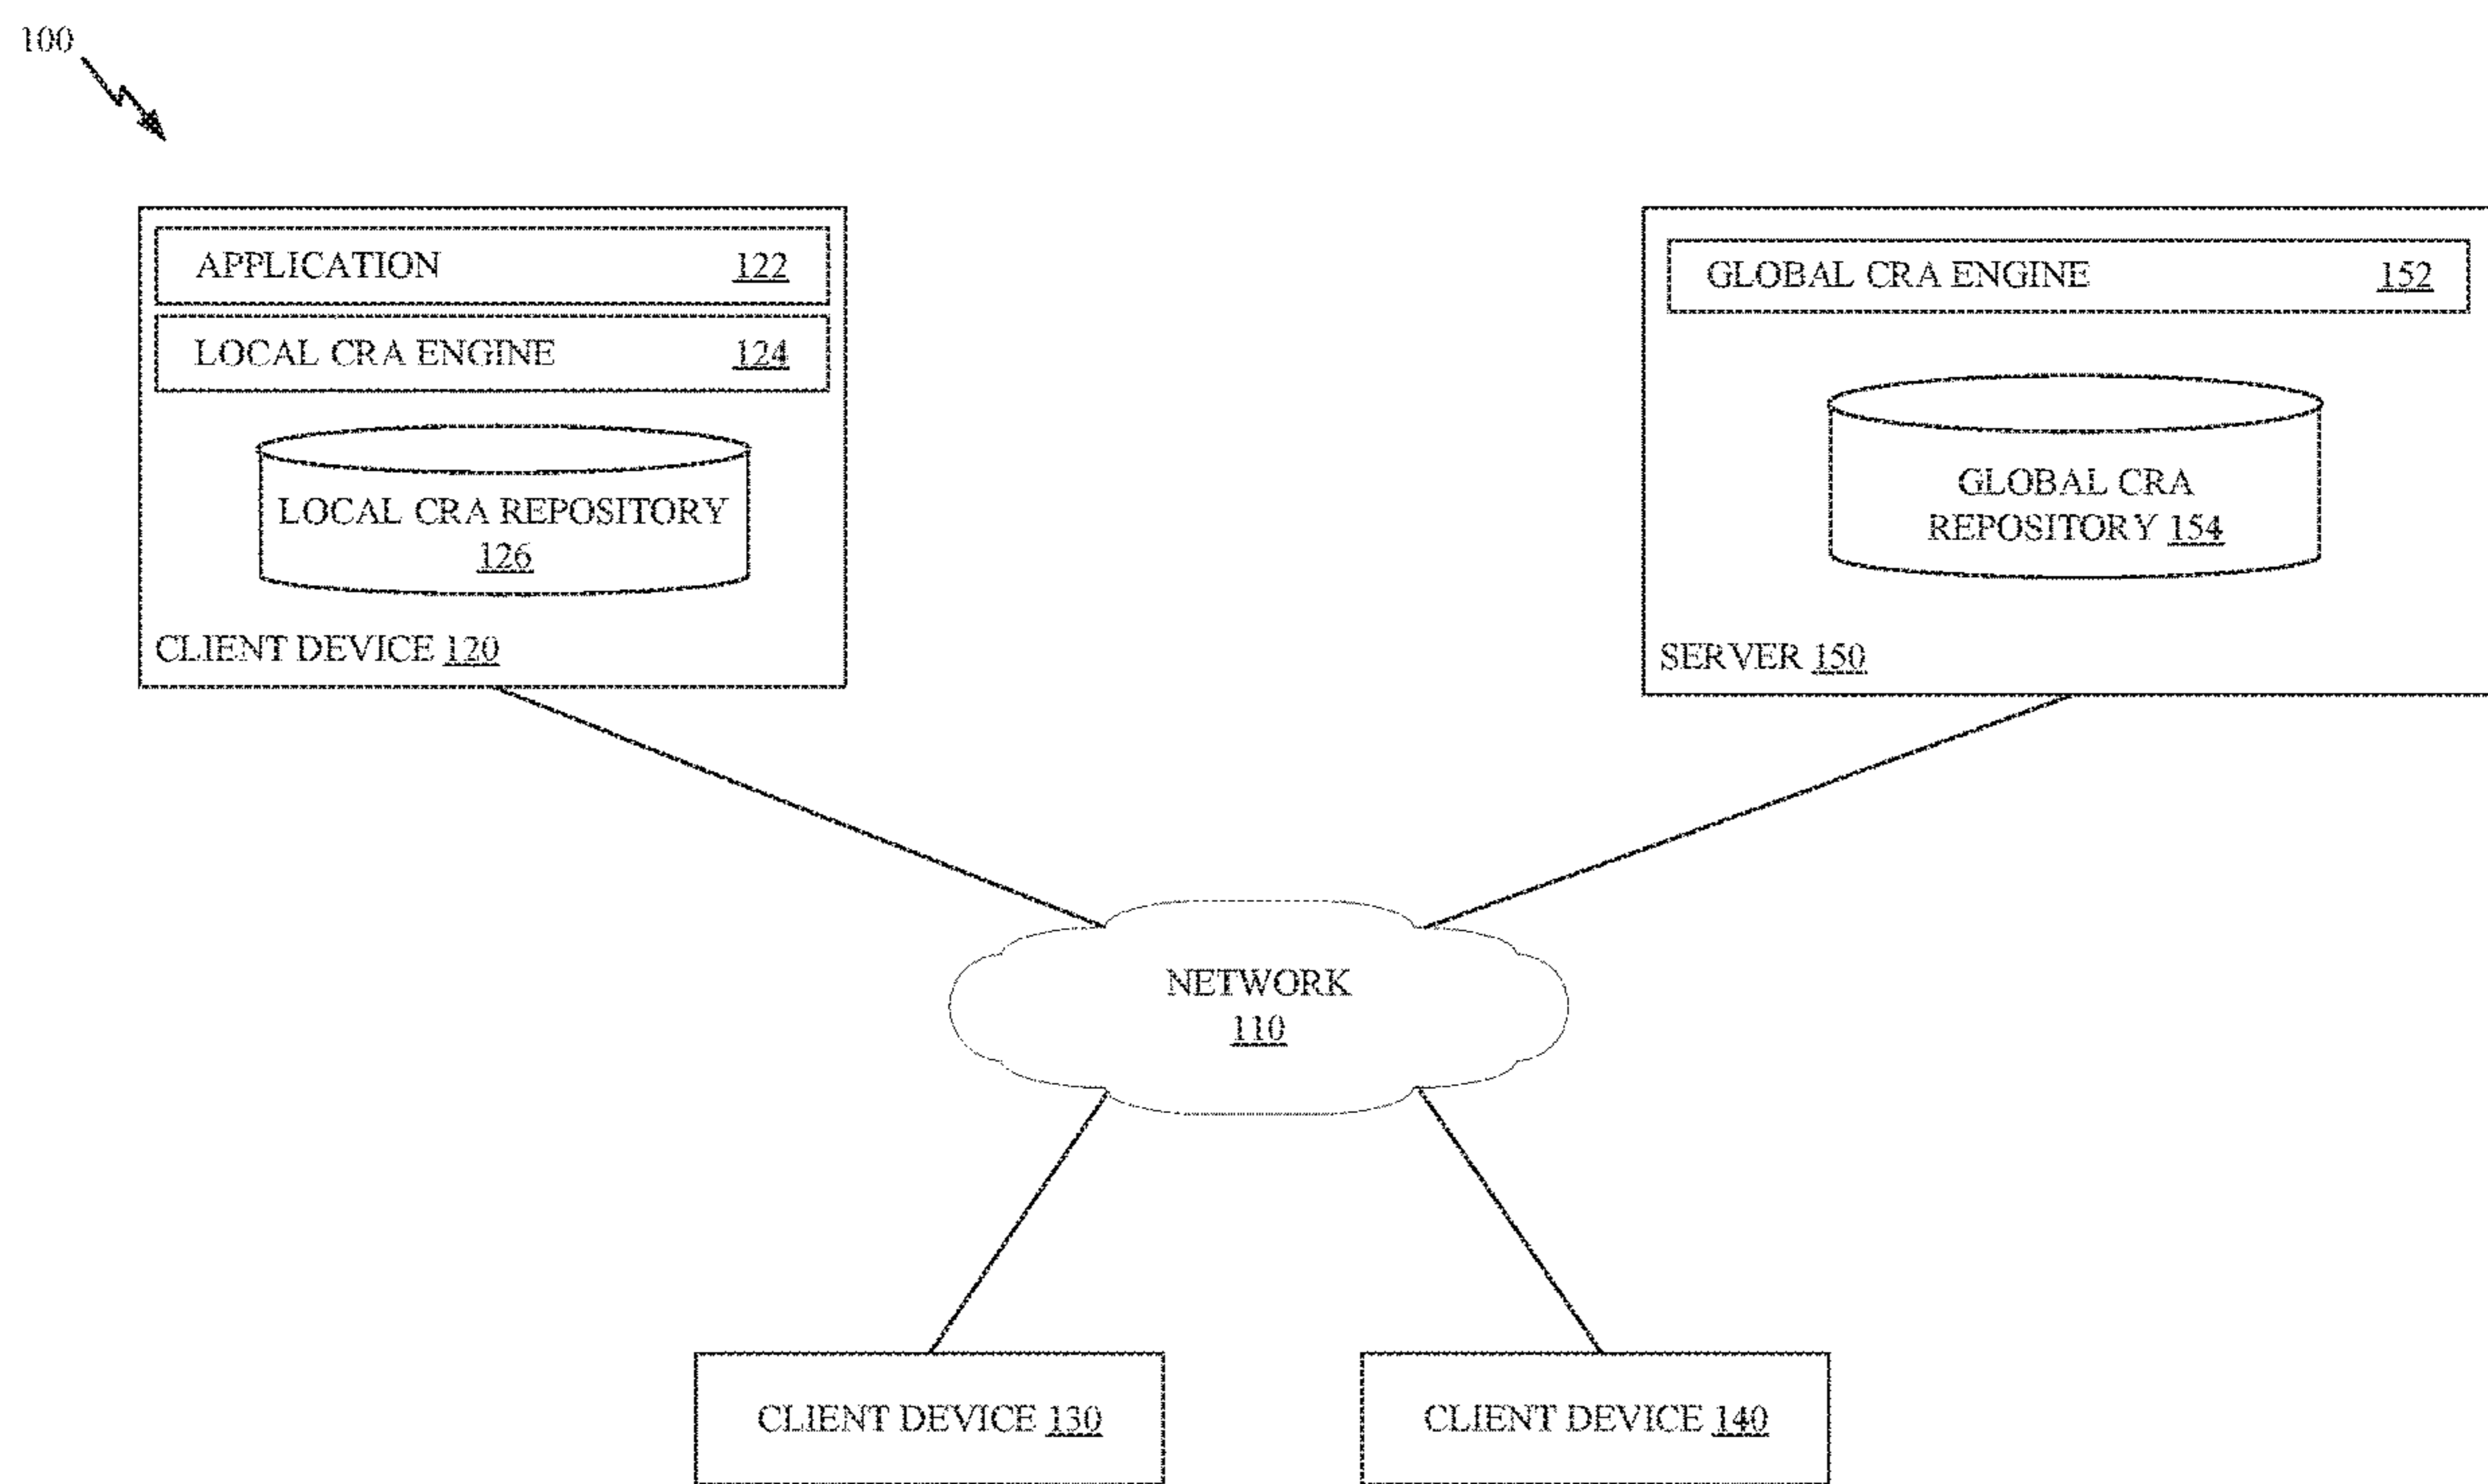 100
APPLICATION 122
LOCAL CRA ENGINE 124
LOCAL CRA REPOSITORY
126
CLIENT DEVICE 120
GLOBAL CRA ENGINE 152
GLOBAL CRA
REPOSITORY 154
SERVER 150
NETWORK
110
CLIENT DEVICE 130
CLIENT DEVICE 140